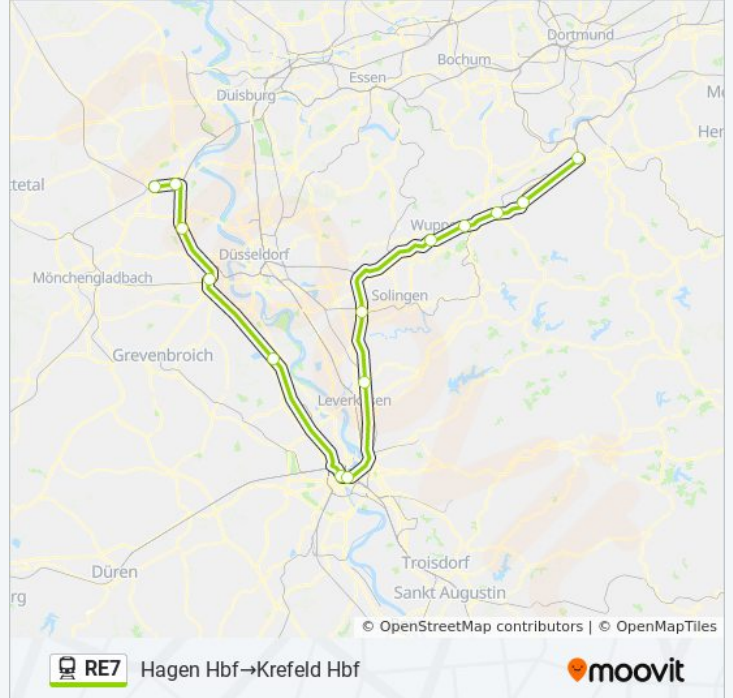 Dortmund
Bochum
Essen
Duisburg
Me
Her
ttetal
Wupp
Düsseldorf
Mönchengladbach
Solingen
Grevenbroich
Leverkusen
Troisdorf
Düren
Sankt Augustin
rg
© OpenStreetMap contributors | © OpenMapTiles
RE7 Hagen Hbf→Krefeld Hbf
moovit